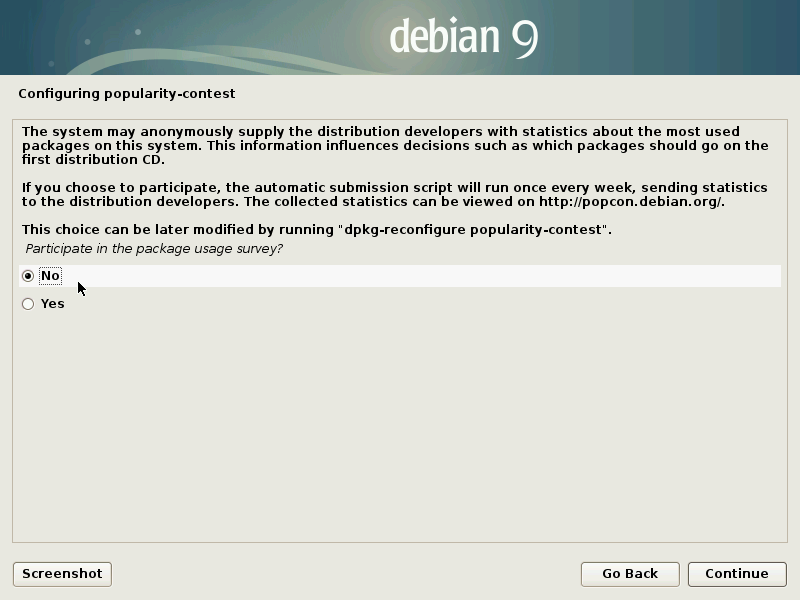 debian 9
Configuring popularity-contest
The system may anonymously supply the distribution developers with statistics about the most used
packages on this system. This information influences decisions such as which packages should go on the
first distribution CD.
If you choose to participate, the automatic submission script will run once every week, sending statistics
to the distribution developers. The collected statistics can be viewed on http://popcon.debian.org/.
This choice can be later modified by running "dpkg-reconfigure popularity-contest".
Participate in the package usage survey?
No
Yes
Screenshot
Go Back
Continue